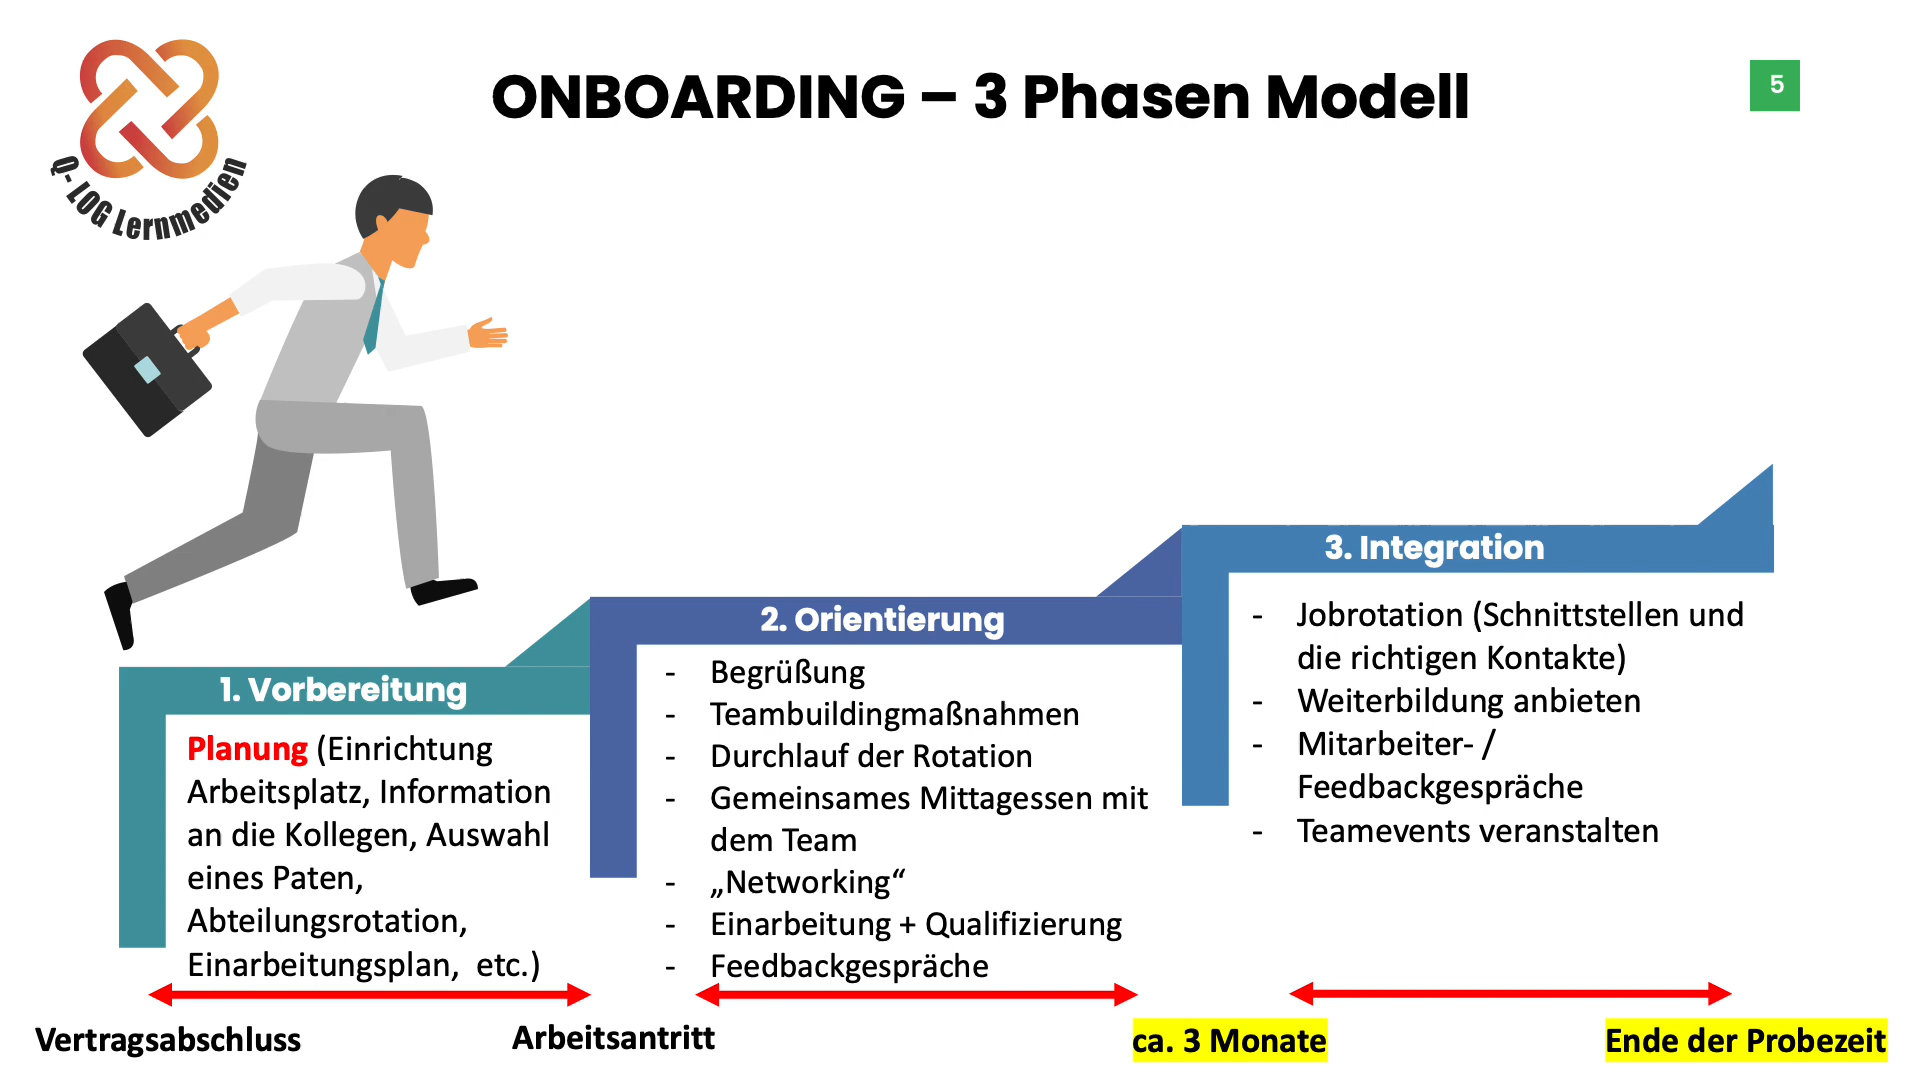 Q-LOG Lernmedien
ONBOARDING – 3 Phasen Modell
5
1. Vorbereitung
Planung (Einrichtung
Arbeitsplatz, Information
an die Kollegen, Auswahl
eines Paten,
Abteilungsrotation,
Einarbeitungsplan, etc.)
2. Orientierung
- Begrüßung
- Teambuildingmaßnahmen
- Durchlauf der Rotation
- Gemeinsames Mittagessen mit
dem Team
- „Networking“
- Einarbeitung + Qualifizierung
- Feedbackgespräche
3. Integration
- Jobrotation (Schnittstellen und
die richtigen Kontakte)
- Weiterbildung anbieten
- Mitarbeiter- /
Feedbackgespräche
- Teamevents veranstalten
Vertragsabschluss
Arbeitsantritt
ca. 3 Monate
Ende der Probezeit